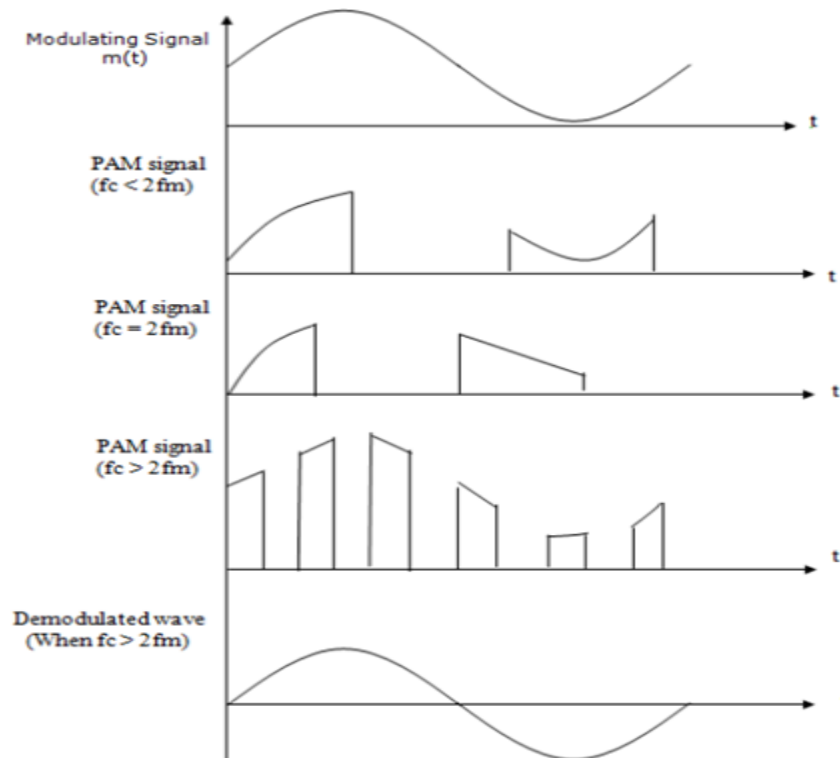 Modulating Signal
m(t)
t
PAM signal
(fc < 2fm)
t
PAM signal
(fc = 2fm)
t
PAM signal
(fc > 2fm)
t
Demodulated wave
(When fc > 2fm)